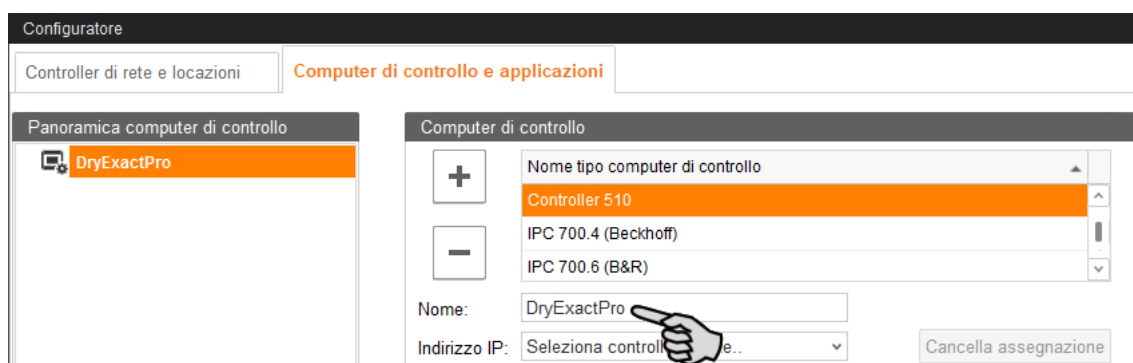 Configuratore
Controller di rete e locazioni
Computer di controllo e applicazioni
Panoramica computer di controllo
DryExactPro
Computer di controllo
Nome tipo computer di controllo
Controller 510
IPC 700.4 (Beckhoff)
IPC 700.6 (B&R)
Nome: DryExactPro
Indirizzo IP: Seleziona
Cancella assegnazione